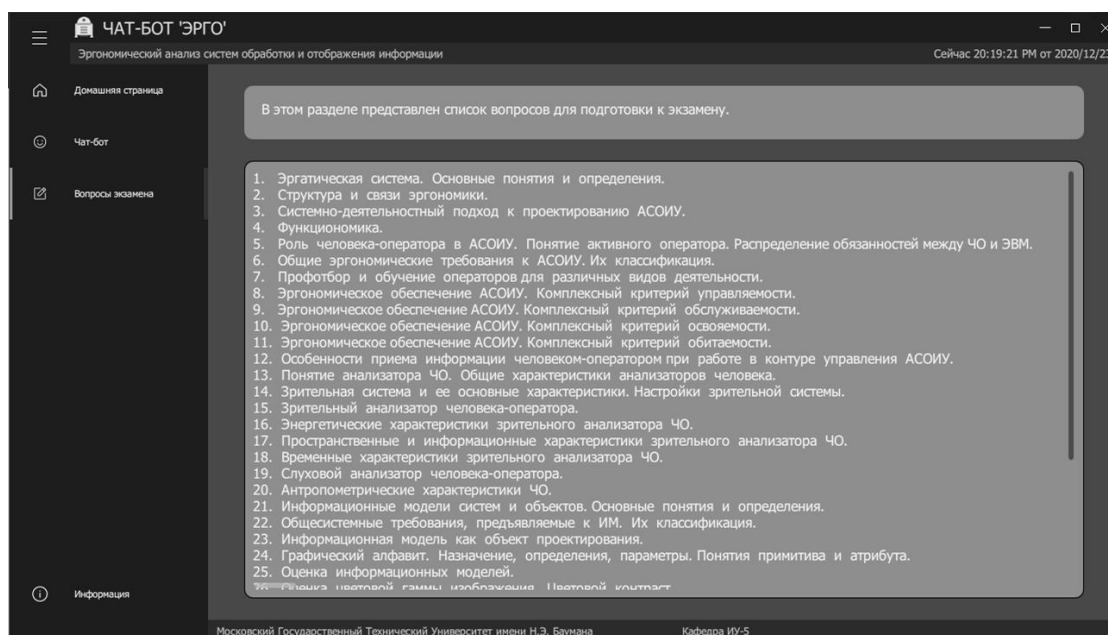 ЧАТ-БОТ 'ЭРГО'
Эргономический анализ систем обработки и отображения информации
Сейчас 20:19:21 PM от 2020/12/23
Домашняя страница
Чат-бот
Вопросы экзамена
В этом разделе представлен список вопросов для подготовки к экзамену.
1. Эргатическая система. Основные понятия и определения.
2. Структура и связи эргономики.
3. Системно-деятельностный подход к проектированию АСОИУ.
4. Функциономика.
5. Роль человека-оператора в АСОИУ. Понятие активного оператора. Распределение обязанностей между ЧО и ЭВМ.
6. Общие эргономические требования к АСОИУ. Их классификация.
7. Профотбор и обучение операторов для различных видов деятельности.
8. Эргономическое обеспечение АСОИУ. Комплексный критерий управляемости.
9. Эргономическое обеспечение АСОИУ. Комплексный критерий обслуживаемости.
10. Эргономическое обеспечение АСОИУ. Комплексный критерий освояемости.
11. Эргономическое обеспечение АСОИУ. Комплексный критерий обитаемости.
12. Особенности приема информации человеком-оператором при работе в контуре управления АСОИУ.
13. Понятие анализатора ЧО. Общие характеристики анализаторов человека.
14. Зрительная система и ее основные характеристики. Настройки зрительной системы.
15. Зрительный анализатор человека-оператора.
16. Энергетические характеристики зрительного анализатора ЧО.
17. Пространственные и информационные характеристики зрительного анализатора ЧО.
18. Временные характеристики зрительного анализатора ЧО.
19. Слуховой анализатор человека-оператора.
20. Антропометрические характеристики ЧО.
21. Информационные модели систем и объектов. Основные понятия и определения.
22. Общесистемные требования, предъявляемые к ИМ. Их классификация.
23. Информационная модель как объект проектирования.
24. Графический алфавит. Назначение, определения, параметры. Понятия примитива и атрибута.
25. Оценка информационных моделей.
26. Оценка цветовой гаммы изображения. Цветовой контраст
Информация
Московский Государственный Технический Университет имени Н.Э. Баумана
Кафедра ИУ-5